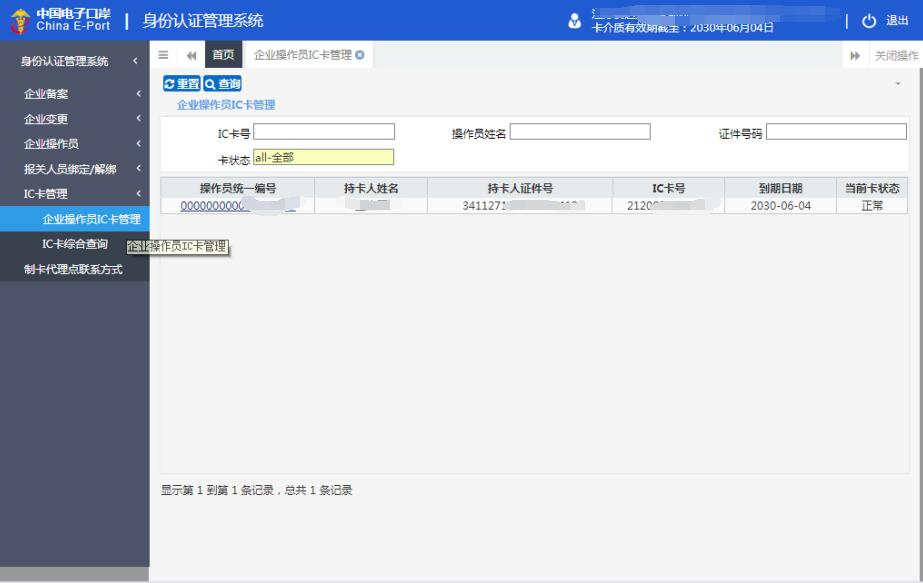 中国电子口岸
China E-Port
身份认证管理系统
卡介质有效期截至：2030年06月04日
退出
身份认证管理系统
首页
企业操作员IC卡管理
关闭操作
企业备案
企业变更
企业操作员
报关人员绑定/解绑
IC卡管理
企业操作员IC卡管理
IC卡综合查询
制卡代理点联系方式
企业操作员IC卡管理
重置 查询
企业操作员IC卡管理
IC卡号 操作员姓名 证件号码
卡状态 all-全部
操作员统一编号 持卡人姓名 持卡人证件号 IC卡号 到期日期 当前卡状态
0000000000 3411271 2120 2030-06-04 正常
显示第 1 到第 1 条记录，总共 1 条记录